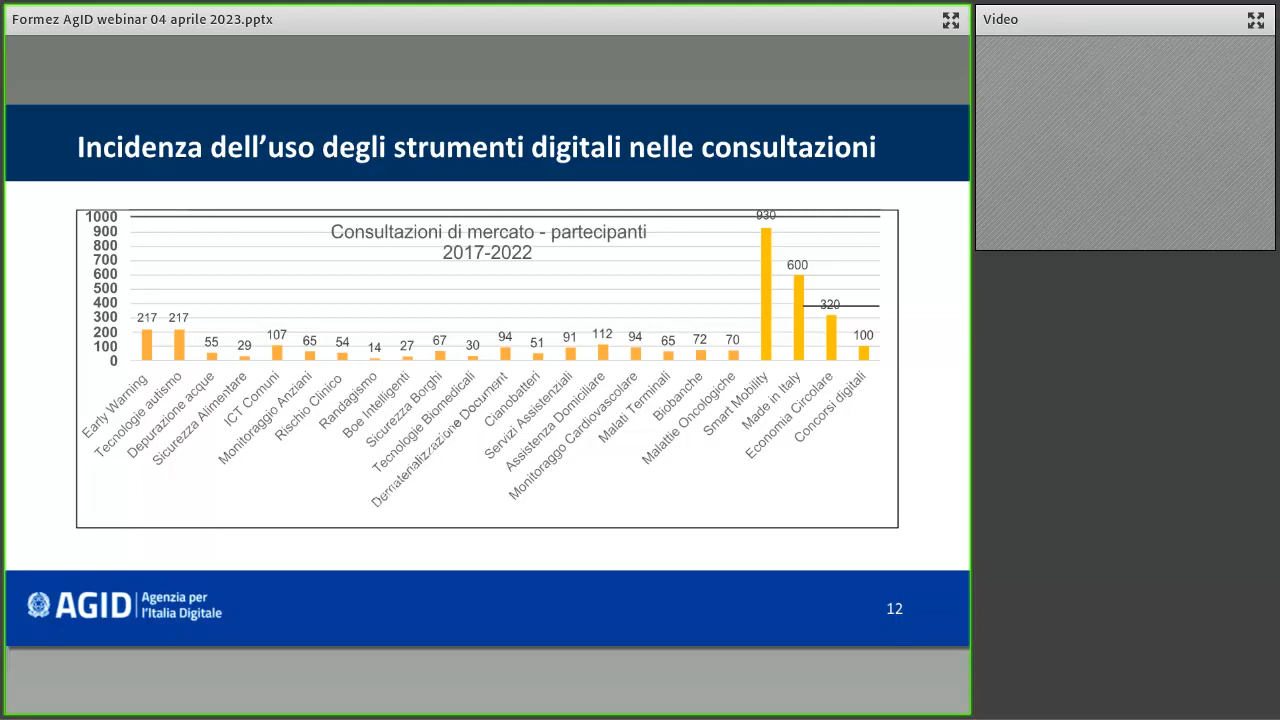 Formez AgID webinar 04 aprile 2023.pptx
Video
Incidenza dell'uso degli strumenti digitali nelle consultazioni
Consultazioni di mercato - partecipanti
2017-2022
1000
900
800
700
600
500
400
300
200
100
0
217
217
55
29
107
65
54
14
27
67
30
94
51
91
112
94
65
72
70
930
600
320
100
Early Warning
Tecnologie autismo
Depurazione acque
Sicurezza Alimentare
ICT Comuni
Monitoraggio Anziani
Rischio Clinico
Randagismo
Boe Intelligenti
Sicurezza Borghi
Tecnologie Biomedicali
Dematerializzazione Document
Cianobatteri
Servizi Assistenziali
Assistenza Domiciliare
Monitoraggo Cardiovascolare
Malati Terminali
Biobanche
Malattie Oncologiche
Smart Mobility
Made in Italy
Economia Circolare
Concorsi digitali
AGID
Agenzia per
l'Italia Digitale
12